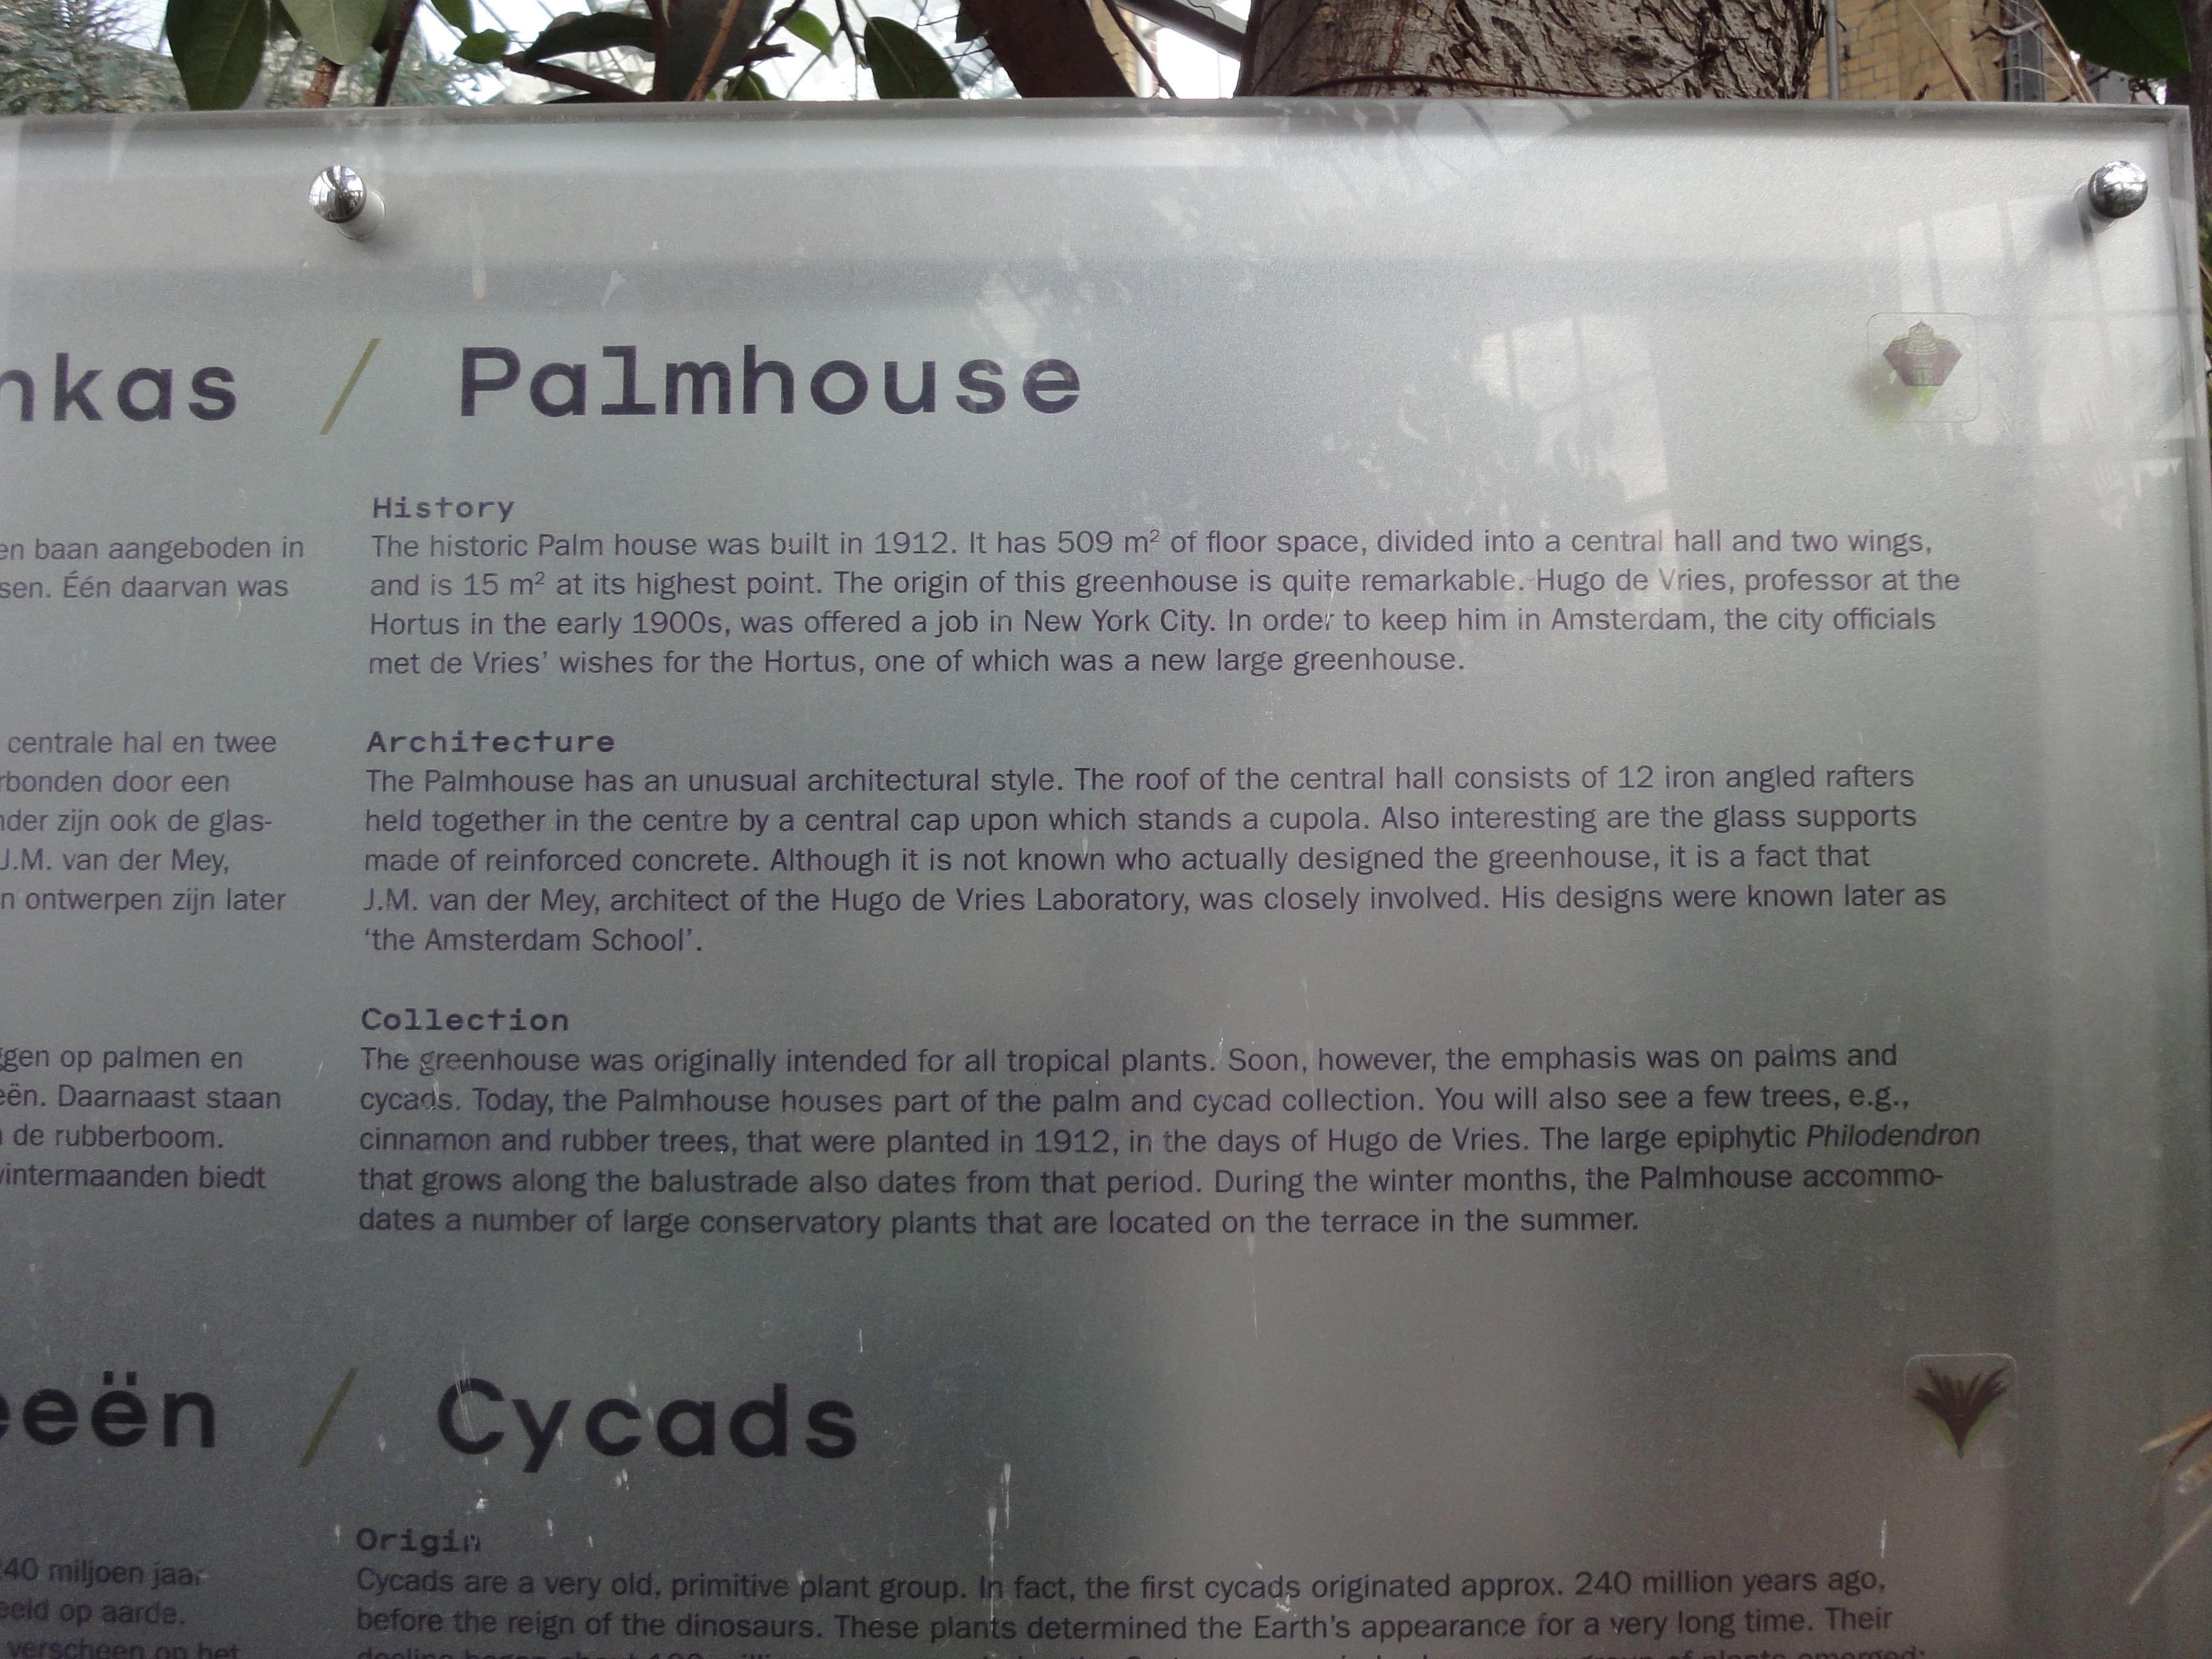 nkas / Palmhouse
en baan aangeboden in
sen. Één daarvan was
centrale hal en twee
rbonden door een
nder zijn ook de glas-
J.M. van der Mey,
n ontwerpen zijn later
ggen op palmen en
eën. Daarnaast staan
de rubberboom.
wintermaanden biedt
History
The historic Palm house was built in 1912. It has 509 m² of floor space, divided into a central hall and two wings,
and is 15 m² at its highest point. The origin of this greenhouse is quite remarkable. Hugo de Vries, professor at the
Hortus in the early 1900s, was offered a job in New York City. In order to keep him in Amsterdam, the city officials
met de Vries’ wishes for the Hortus, one of which was a new large greenhouse.
Architecture
The Palmhouse has an unusual architectural style. The roof of the central hall consists of 12 iron angled rafters
held together in the centre by a central cap upon which stands a cupola. Also interesting are the glass supports
made of reinforced concrete. Although it is not known who actually designed the greenhouse, it is a fact that
J.M. van der Mey, architect of the Hugo de Vries Laboratory, was closely involved. His designs were known later as
‘the Amsterdam School’.
Collection
The greenhouse was originally intended for all tropical plants. Soon, however, the emphasis was on palms and
cycads. Today, the Palmhouse houses part of the palm and cycad collection. You will also see a few trees, e.g.,
cinnamon and rubber trees, that were planted in 1912, in the days of Hugo de Vries. The large epiphytic Philodendron
that grows along the balustrade also dates from that period. During the winter months, the Palmhouse accommo-
dates a number of large conservatory plants that are located on the terrace in the summer.
eeën / Cycads
240 miljoen jaar
eeld op aarde.
verscheen op het
Origin
Cycads are a very old, primitive plant group. In fact, the first cycads originated approx. 240 million years ago,
before the reign of the dinosaurs. These plants determined the Earth’s appearance for a very long time. Their